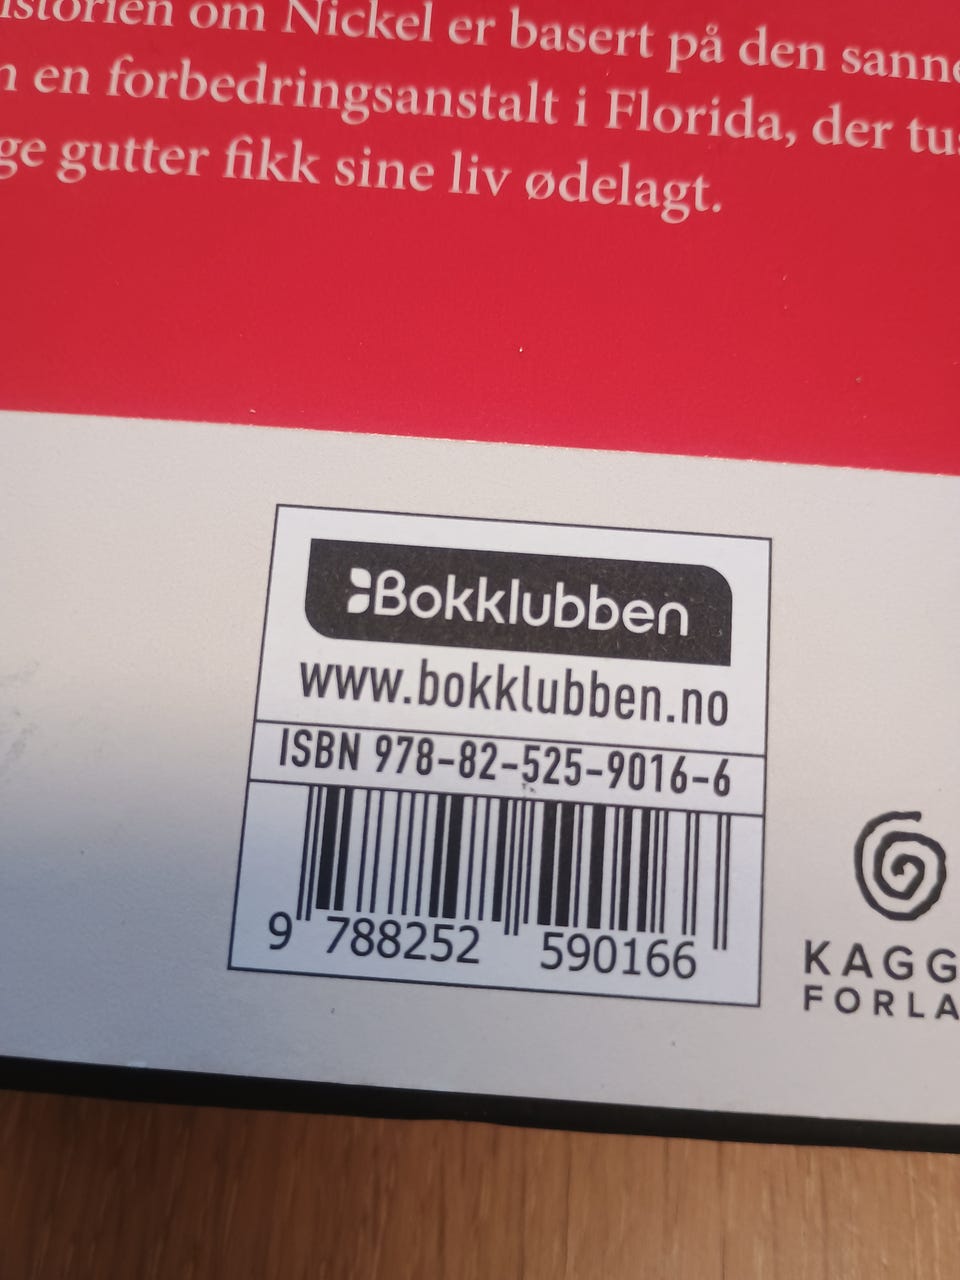 om Nickel er basert på den
en forbedringsanstalt i Florida, der
gutter fikk sine liv ødelagt.
Bokklubben
www.bokklubben.no
ISBN 978-82-525-9016-6
9 788252 590166
KAGG
FORLA